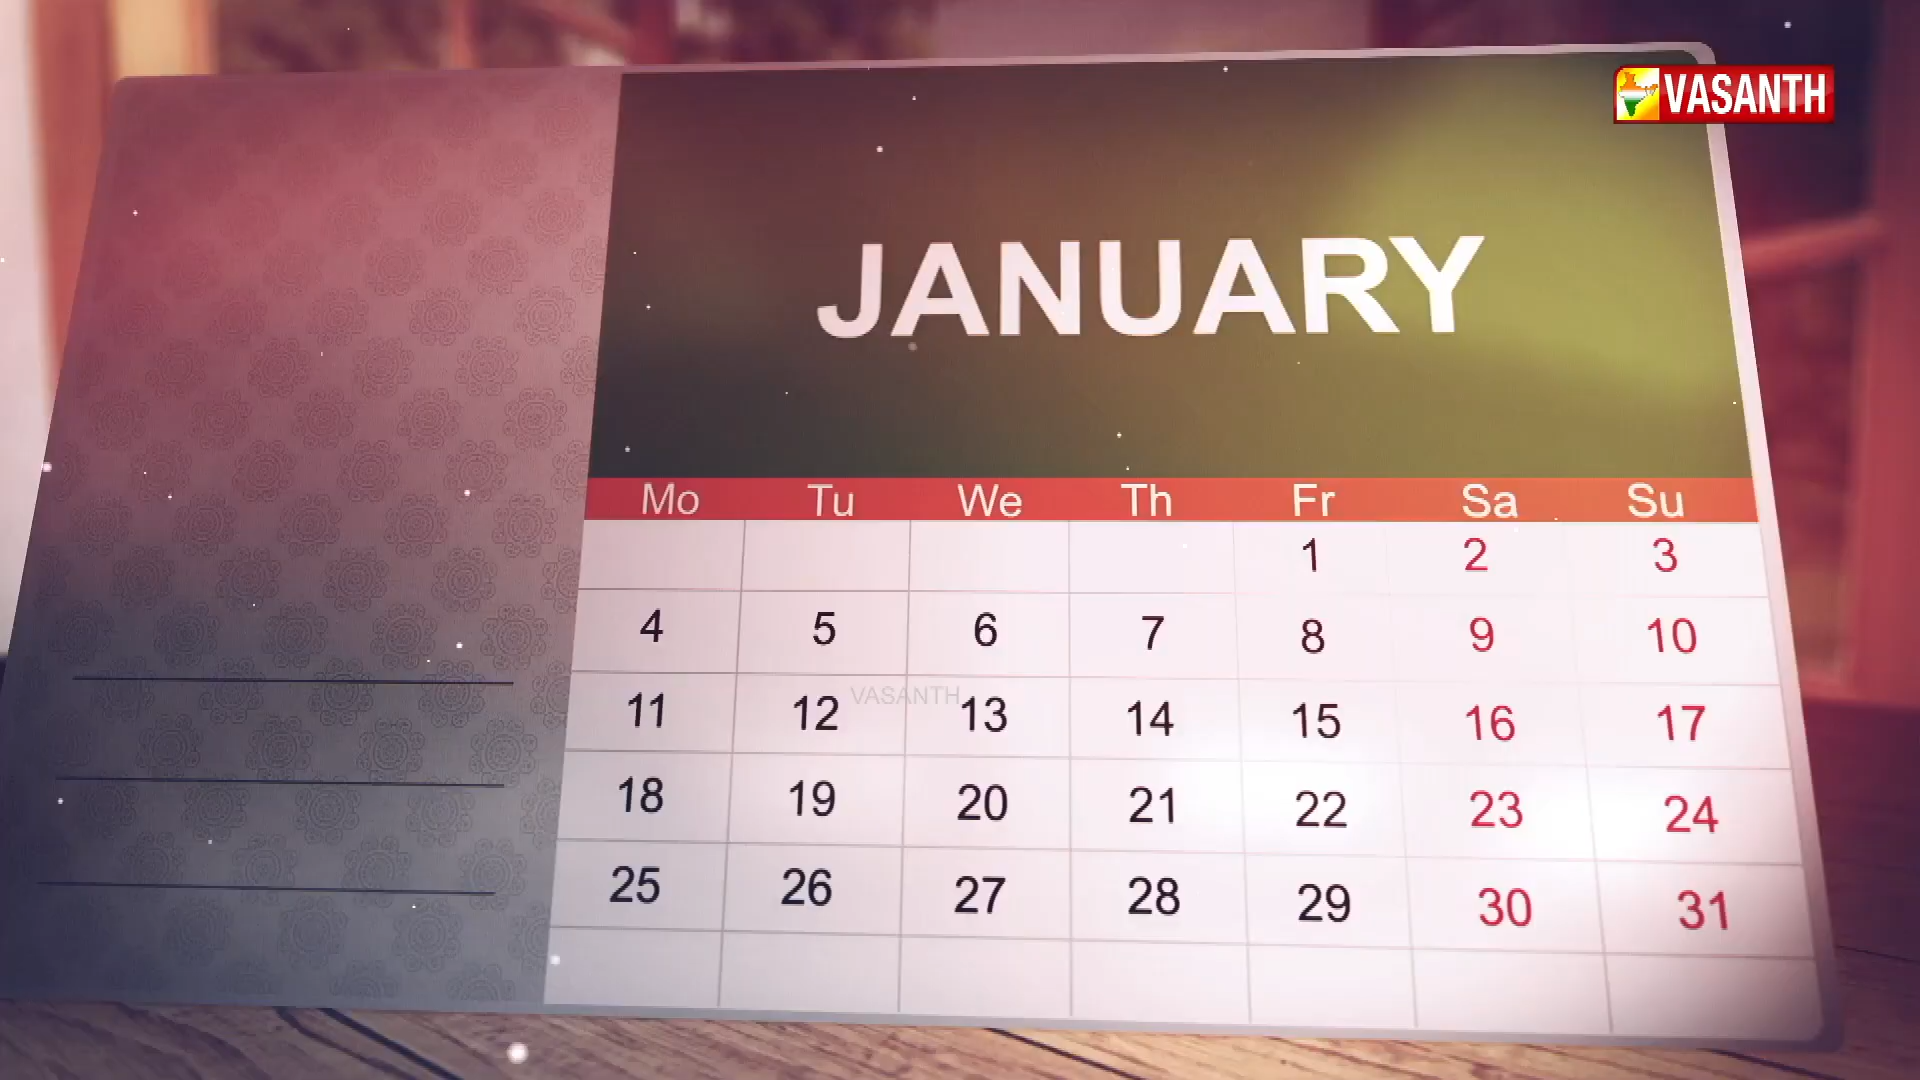 VASANTH
JANUARY
Mo Tu We Th Fr Sa Su
1 2 3
4 5 6 7 8 9 10
11 12 13 14 15 16 17
VASANTH
18 19 20 21 22 23 24
25 26 27 28 29 30 31